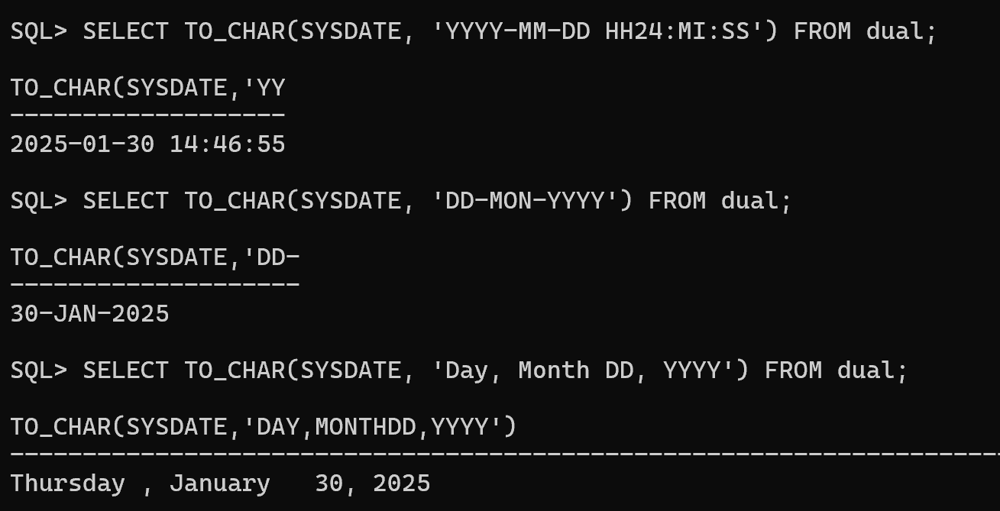 SQL> SELECT TO_CHAR(SYSDATE, 'YYYY-MM-DD HH24:MI:SS') FROM dual;
TO_CHAR(SYSDATE,'YY
-------------------
2025-01-30 14:46:55
SQL> SELECT TO_CHAR(SYSDATE, 'DD-MON-YYYY') FROM dual;
TO_CHAR(SYSDATE,'DD-
--------------------
30-JAN-2025
SQL> SELECT TO_CHAR(SYSDATE, 'Day, Month DD, YYYY') FROM dual;
TO_CHAR(SYSDATE,'DAY,MONTHDD,YYYY')
---------------------------------------------------------------------
Thursday , January   30, 2025